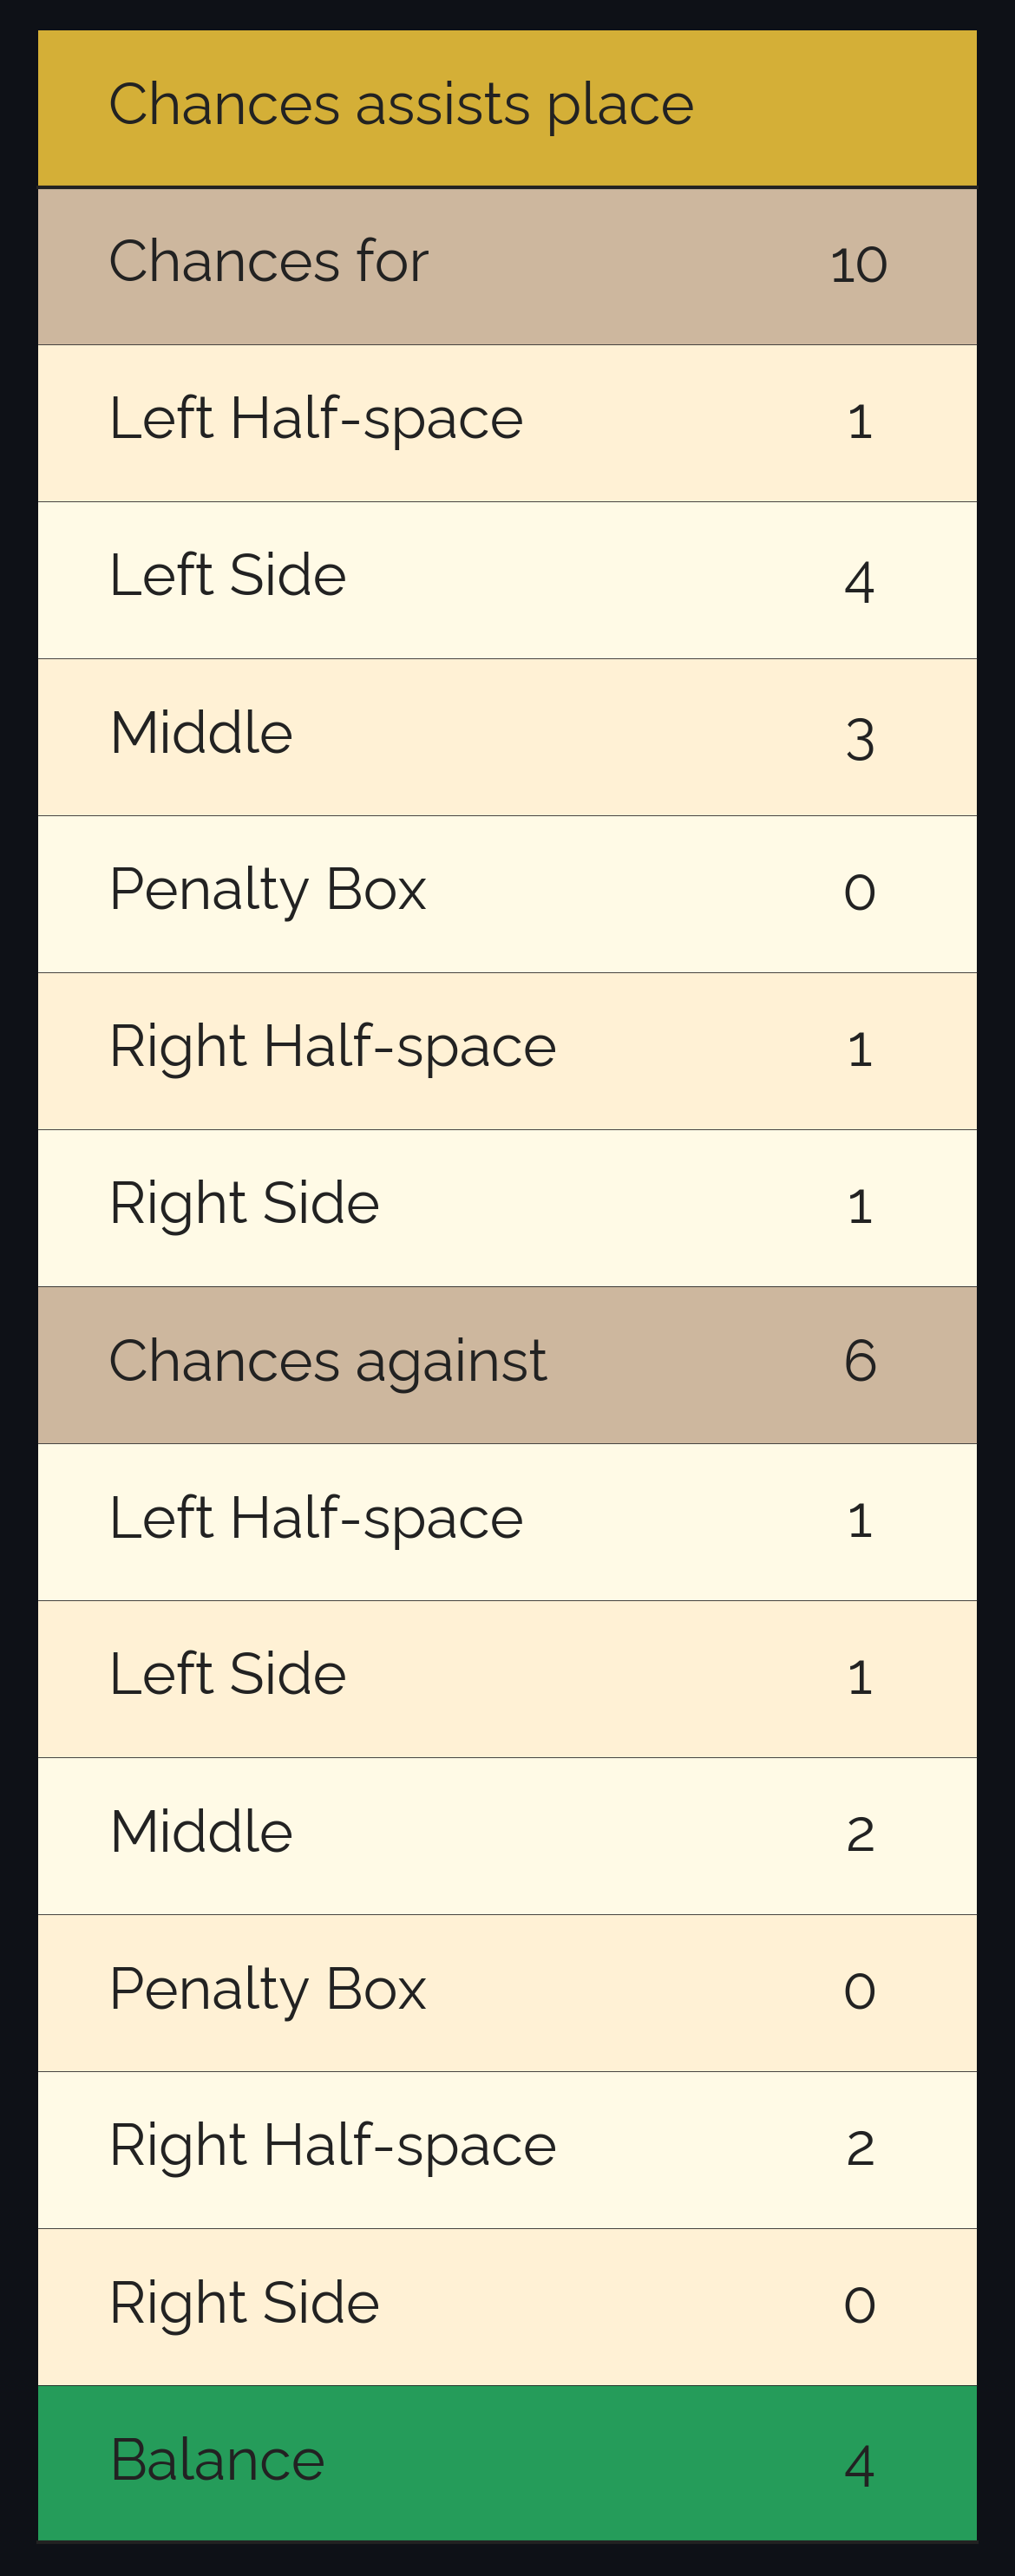 Chances assists place
Chances for 10
Left Half-space 1
Left Side 4
Middle 3
Penalty Box 0
Right Half-space 1
Right Side 1
Chances against 6
Left Half-space 1
Left Side 1
Middle 2
Penalty Box 0
Right Half-space 2
Right Side 0
Balance 4